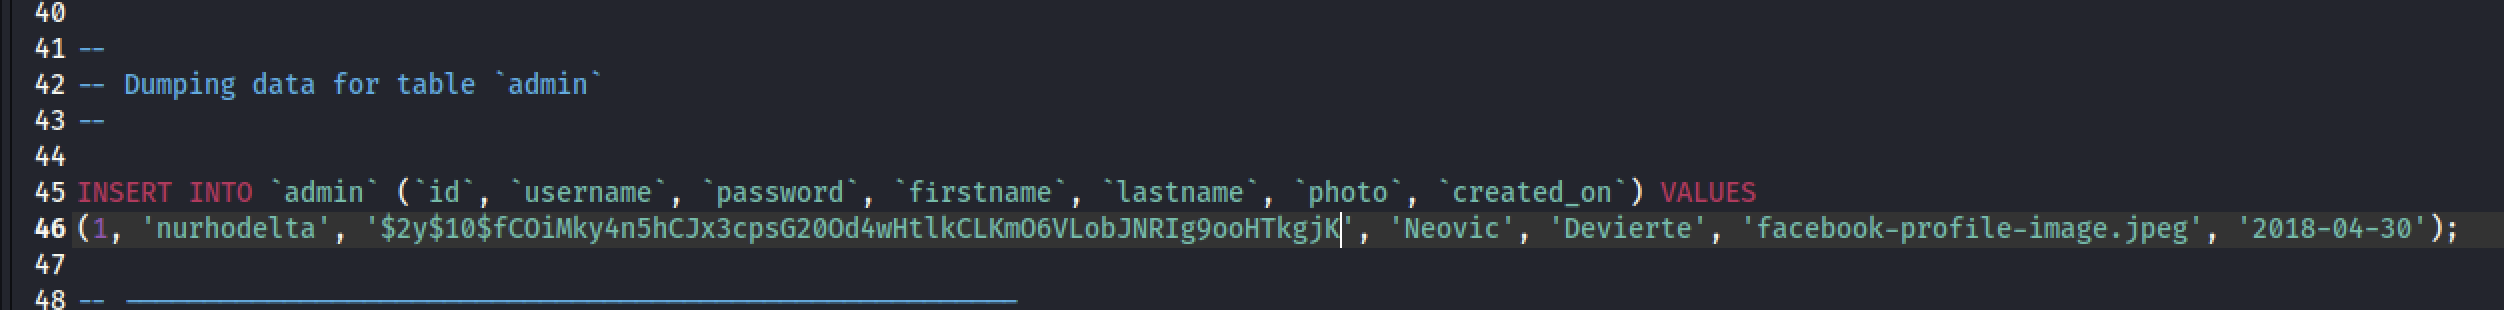 40
41 --
42 -- Dumping data for table `admin`
43 --
44
45 INSERT INTO `admin` (`id`, `username`, `password`, `firstname`, `lastname`, `photo`, `created_on`) VALUES
46 (1, 'nurhodelta', '$2y$10$fCOiMky4n5hCJx3cpsG20Od4wHtlkCLKmO6VLobJNRIg9ooHTkgjK', 'Neovic', 'Devierte', 'facebook-profile-image.jpeg', '2018-04-30');
47
48 --